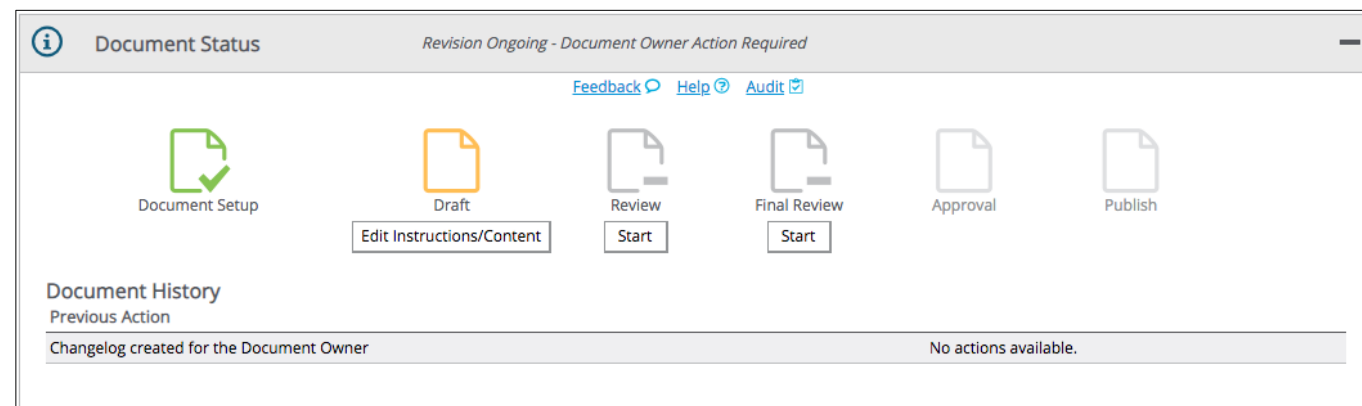 Document Status Revision Ongoing - Document Owner Action Required
Feedback Help Audit
Document Setup Draft Review Final Review Approval Publish
Edit Instructions/Content Start Start
Document History
Previous Action
Changelog created for the Document Owner No actions available.